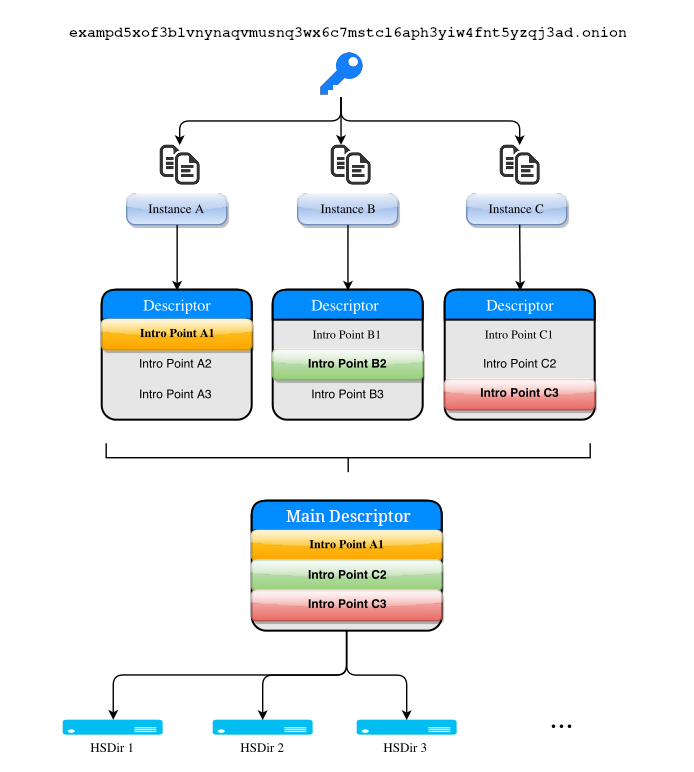 exampd5xof3blvnynaqvmusnq3wx6c7mstcl6aph3yiw4fnt5yzqj3ad.onion
Instance A
Instance B
Instance C
Descriptor
Intro Point A1
Intro Point A2
Intro Point A3
Descriptor
Intro Point B1
Intro Point B2
Intro Point B3
Descriptor
Intro Point C1
Intro Point C2
Intro Point C3
Main Descriptor
Intro Point A1
Intro Point C2
Intro Point C3
HSDir 1
HSDir 2
HSDir 3
...